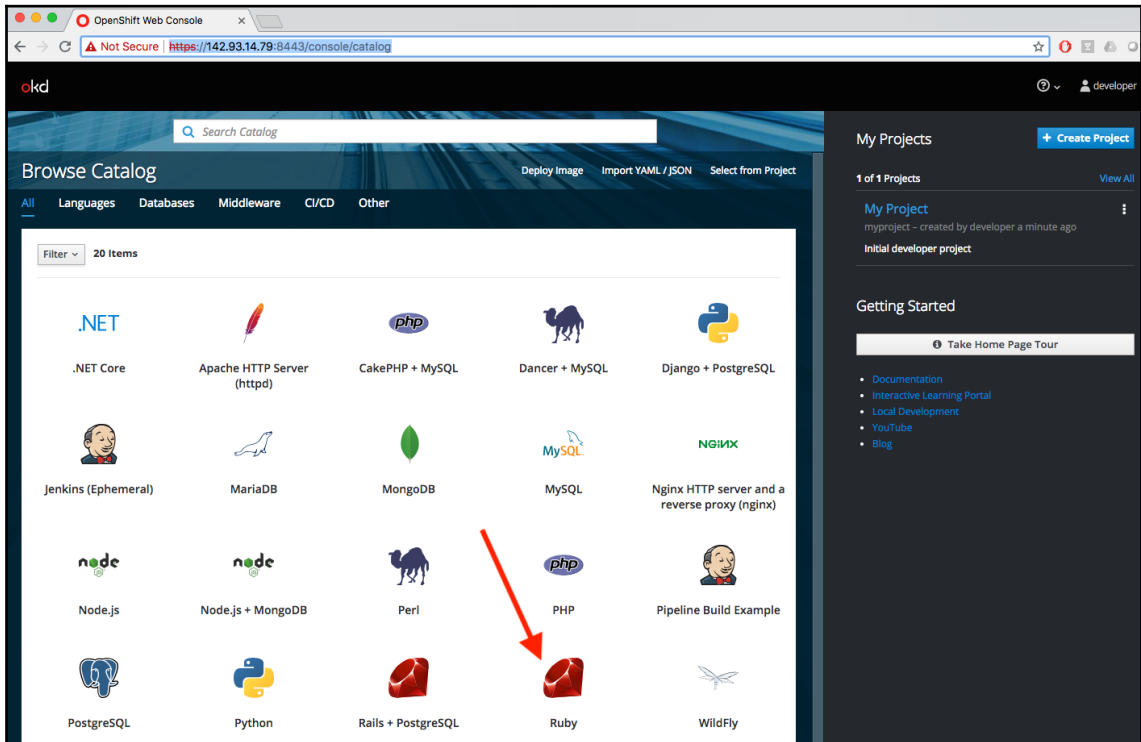 OpenShift Web Console
Not Secure https://142.93.14.79:8443/console/catalog
okd
developer
Search Catalog
Browse Catalog
Deploy Image Import YAML / JSON Select from Project
All Languages Databases Middleware CI/CD Other
Filter 20 Items
.NET
php
.NET Core
Apache HTTP Server
(httpd)
CakePHP + MySQL
Dancer + MySQL
Django + PostgreSQL
MySQL
NGINX
Jenkins (Ephemeral)
MariaDB
MongoDB
MySQL
Nginx HTTP server and a
reverse proxy (nginx)
node
node
php
Node.js
Node.js + MongoDB
Perl
PHP
Pipeline Build Example
PostgreSQL
Python
Rails + PostgreSQL
Ruby
WildFly
My Projects
+ Create Project
1 of 1 Projects View All
My Project
myproject – created by developer a minute ago
Initial developer project
Getting Started
Take Home Page Tour
Documentation
Interactive Learning Portal
Local Development
YouTube
Blog